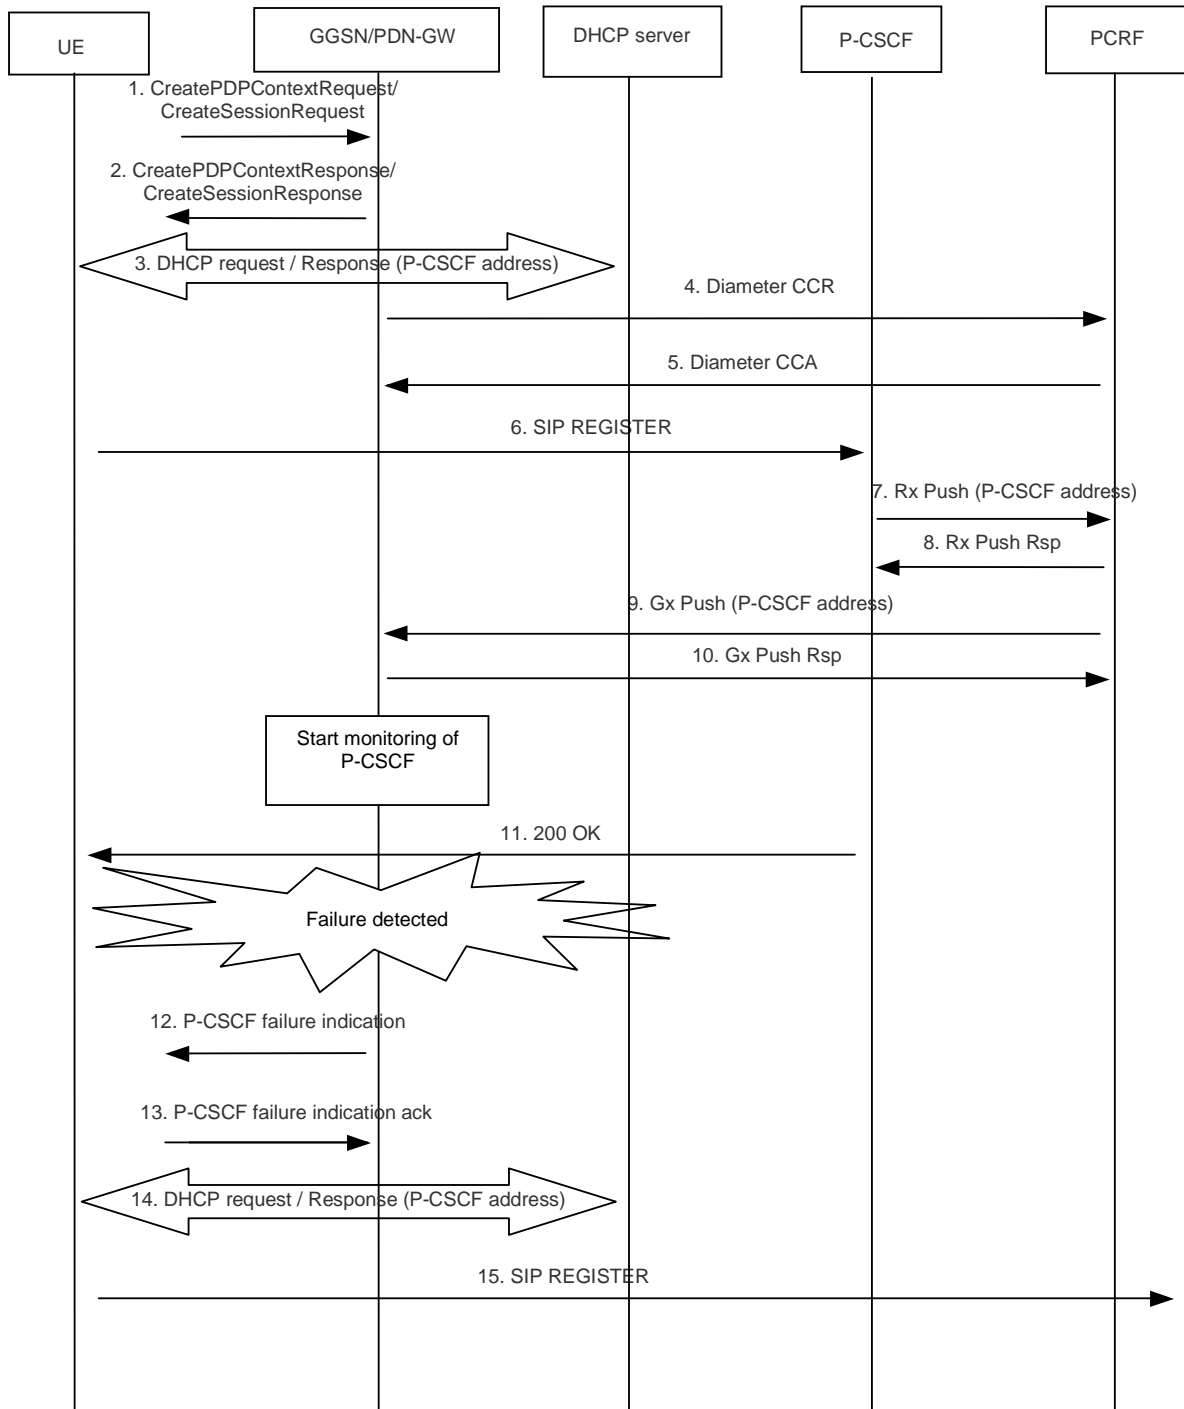 UE
GGSN/PDN-GW
DHCP server
P-CSCF
PCRF
1. CreatePDPContextRequest/
CreateSessionRequest
2. CreatePDPContextResponse/
CreateSessionResponse
3. DHCP request / Response (P-CSCF address)
4. Diameter CCR
5. Diameter CCA
6. SIP REGISTER
7. Rx Push (P-CSCF address)
8. Rx Push Rsp
9. Gx Push (P-CSCF address)
10. Gx Push Rsp
Start monitoring of
P-CSCF
11. 200 OK
Failure detected
12. P-CSCF failure indication
13. P-CSCF failure indication ack
14. DHCP request / Response (P-CSCF address)
15. SIP REGISTER